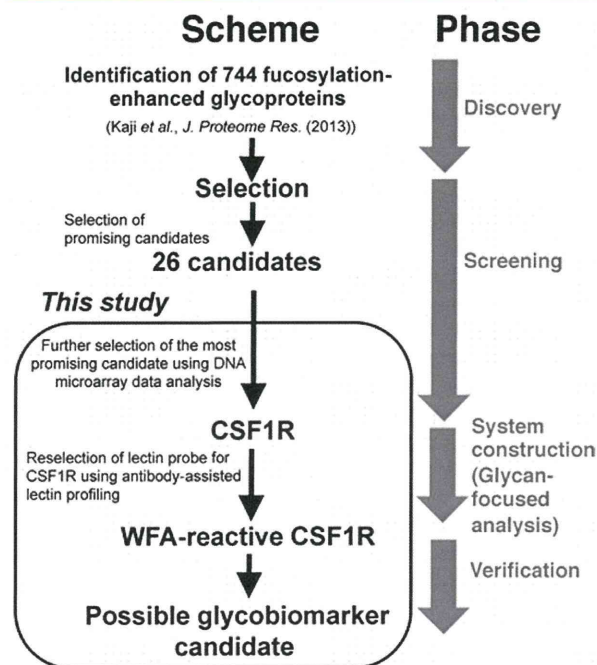 Scheme
Phase
Identification of 744 fucosylation-
enhanced glycoproteins
(Kaji et al., J. Proteome Res. (2013))
Discovery
Selection
Selection of
promising candidates
26 candidates
Screening
This study
Further selection of the most
promising candidate using DNA
microarray data analysis
CSF1R
System
construction
(Glycan-
focused
analysis)
Reselection of lectin probe for
CSF1R using antibody-assisted
lectin profiling
WFA-reactive CSF1R
Verification
Possible glycobiomarker
candidate